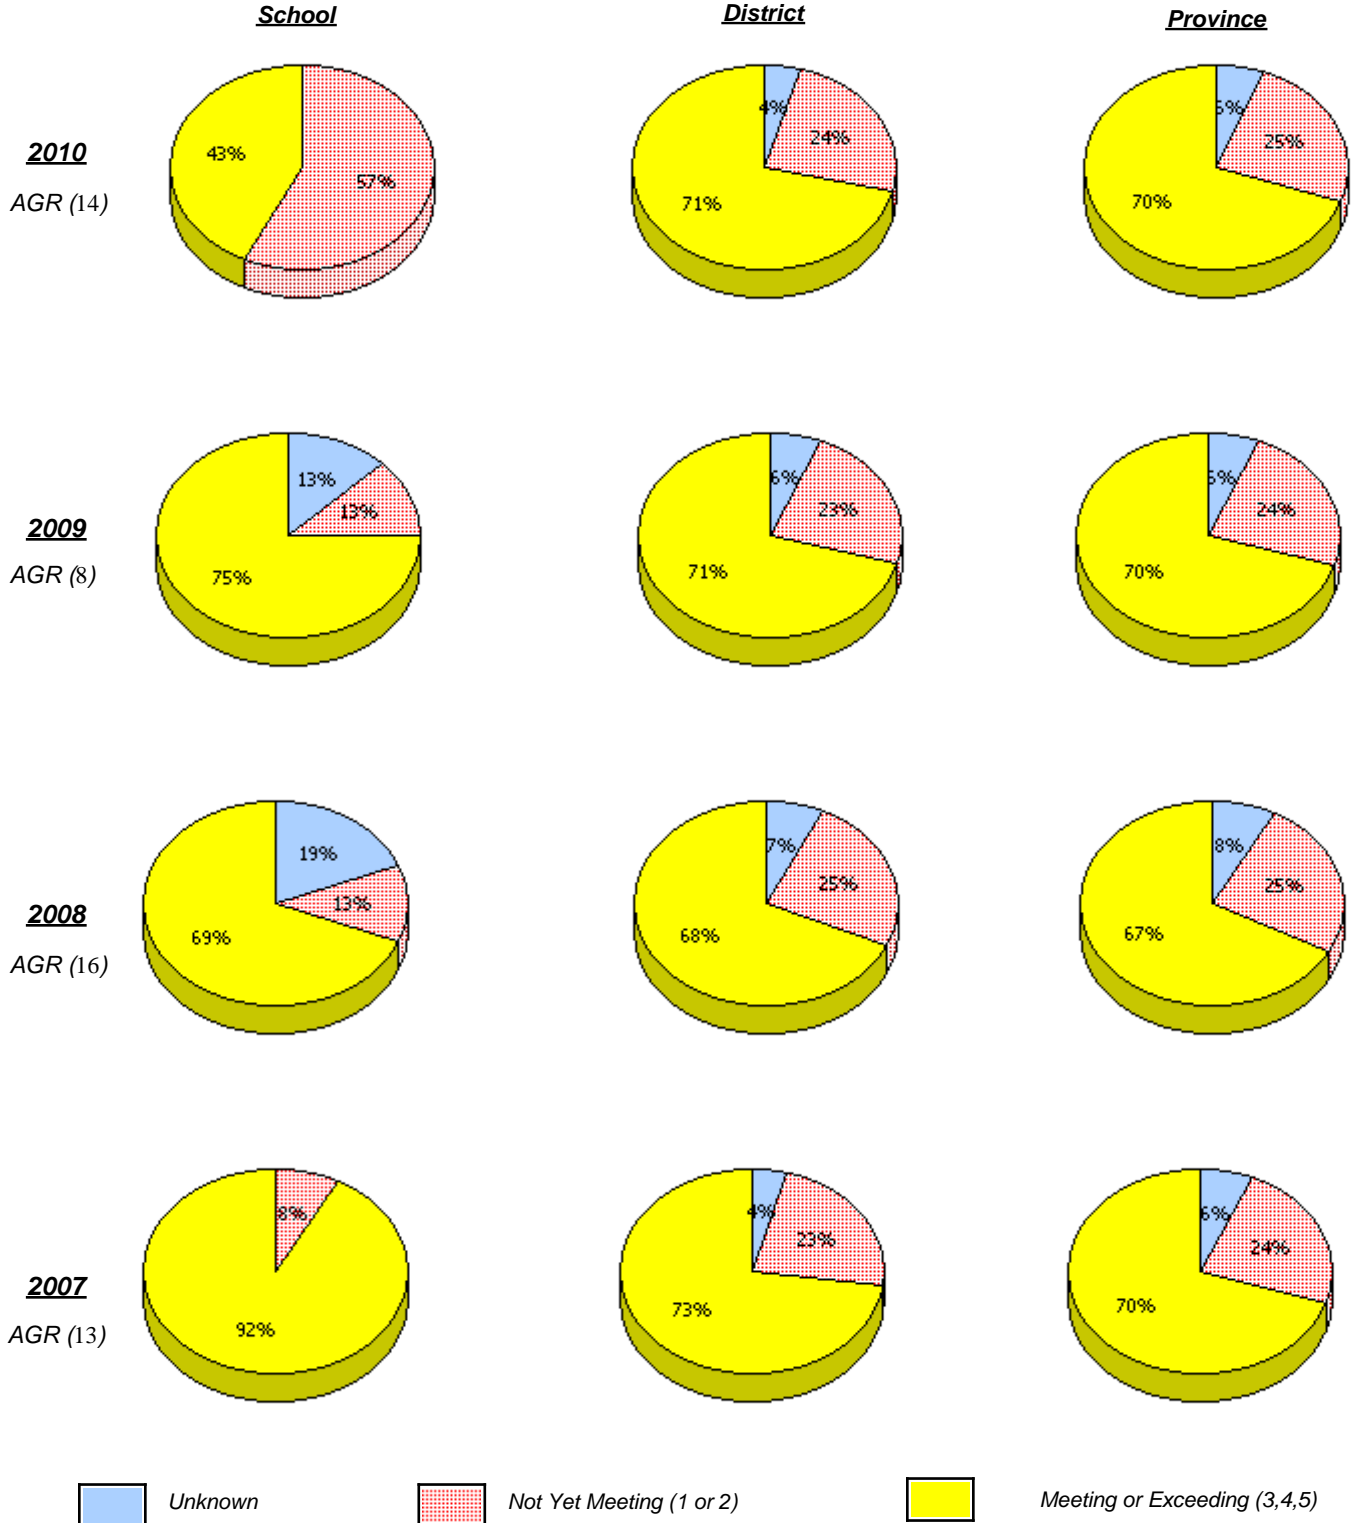 School District Province
2010
AGR (14)
43% 57%
4% 24% 71%
25% 70%
2009
AGR (8)
13% 13% 75%
6% 23% 71%
24% 70%
2008
AGR (16)
19% 13% 69%
7% 25% 68%
8% 25% 67%
2007
AGR (13)
8% 92%
4% 23% 73%
6% 24% 70%
Unknown Not Yet Meeting (1 or 2) Meeting or Exceeding (3,4,5)